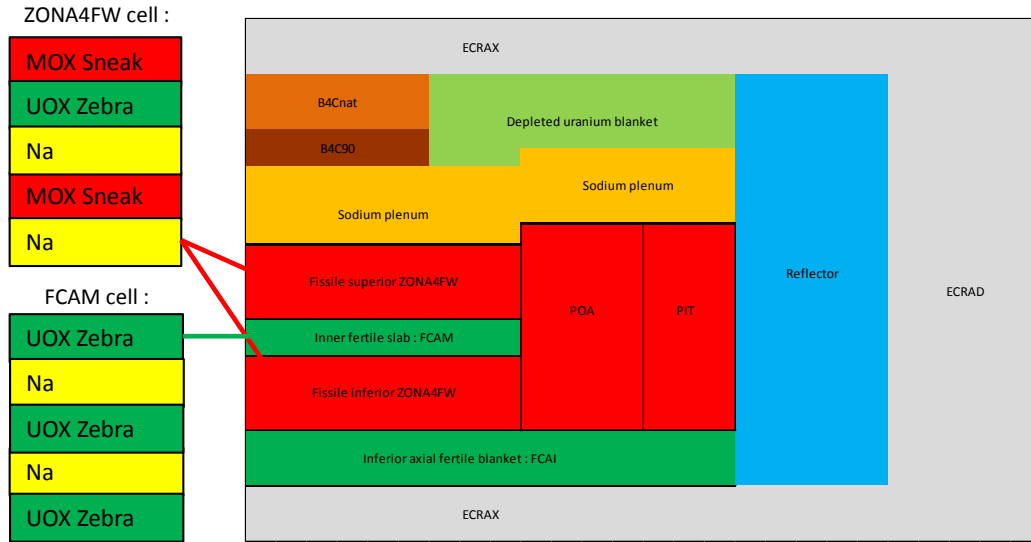 ZONA4FW cell :
MOX Sneak
UOX Zebra
Na
MOX Sneak
Na
FCAM cell :
UOX Zebra
Na
UOX Zebra
Na
UOX Zebra
ECRAX
B4Cnat
Depleted uranium blanket
B4C90
Sodium plenum
Sodium plenum
Fissile superior ZONA4FW
Inner fertile slab : FCAM
Fissile inferior ZONA4FW
POA
PIT
Reflector
ECRAD
Inferior axial fertile blanket : FCAI
ECRAX